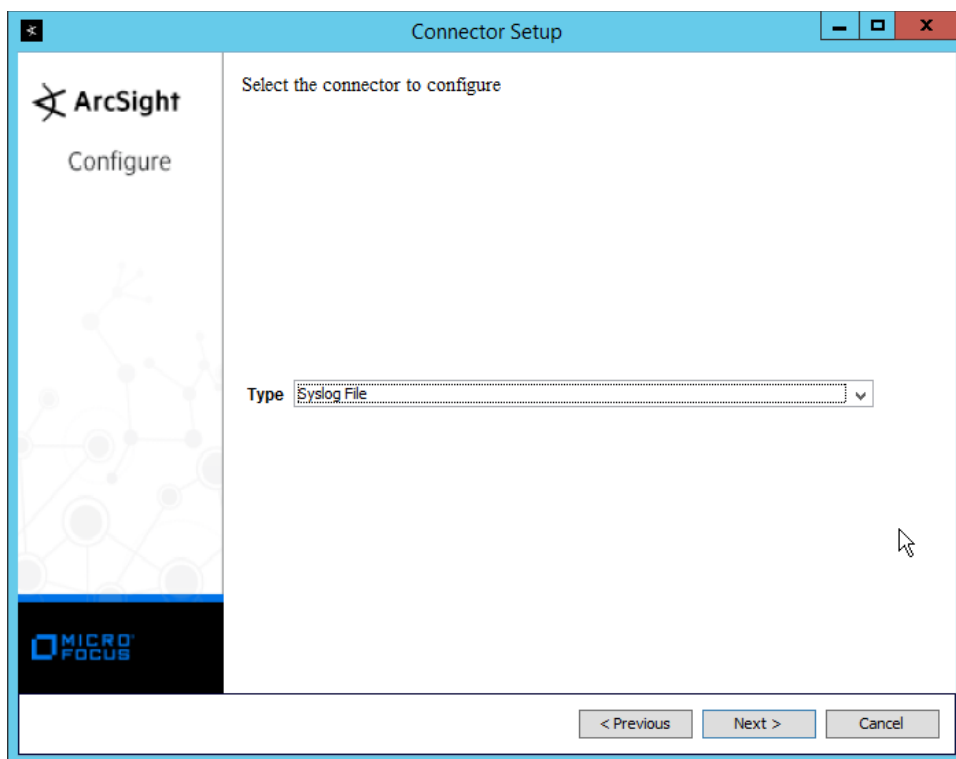 Connector Setup
ArcSight
Configure
Select the connector to configure
Type Syslog File
MICRO
FOCUS
< Previous Next > Cancel